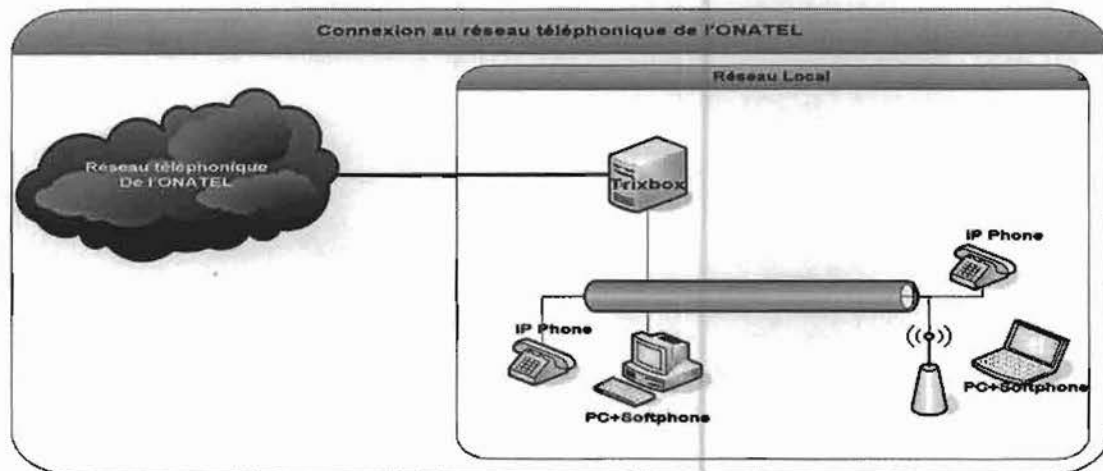 Connexion au réseau téléphonique de l'ONATEL
Réseau Local
Réseau téléphonique
De l'ONATEL
Trixbox
IP Phone
IP Phone
PC+Softphone
PC+Softphone